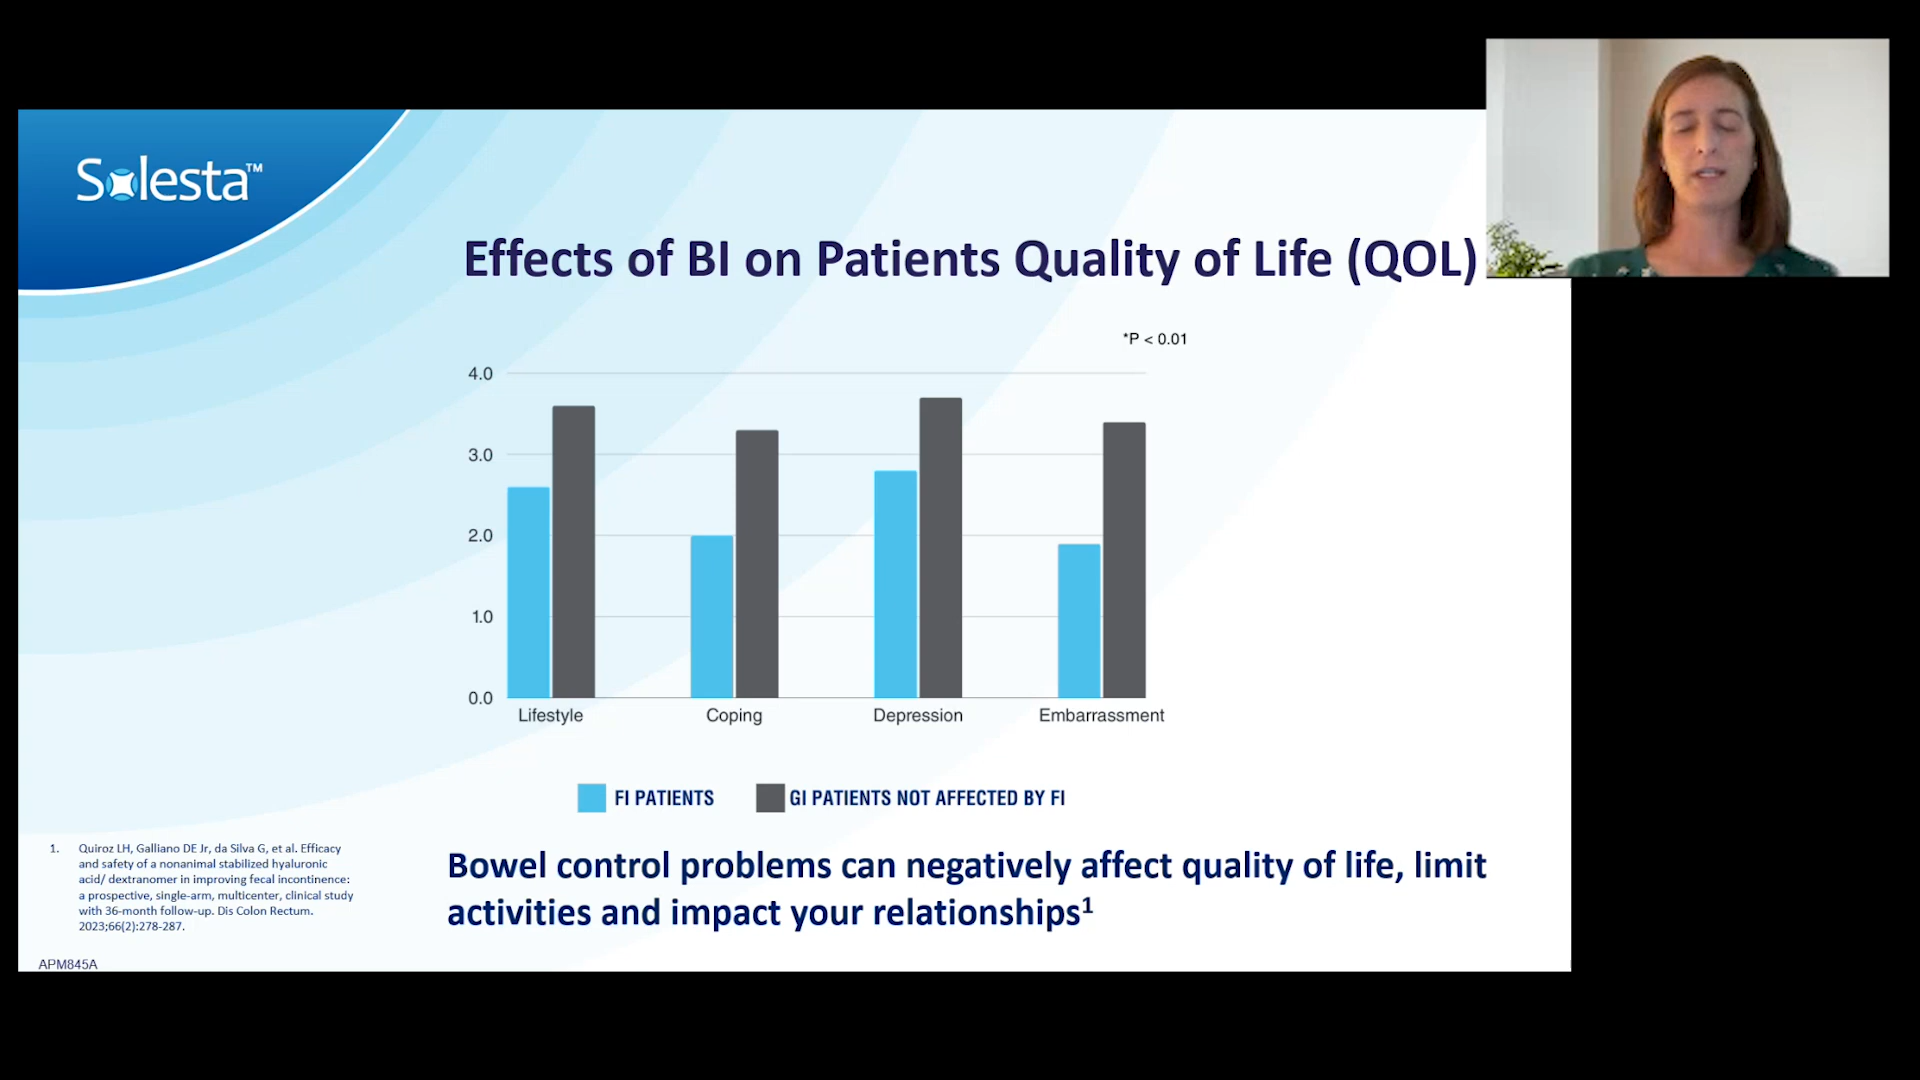 Solesta™
Effects of BI on Patients Quality of Life (QOL)
*P < 0.01
4.0
3.0
2.0
1.0
0.0
Lifestyle Coping Depression Embarrassment
FI PATIENTS GI PATIENTS NOT AFFECTED BY FI
Bowel control problems can negatively affect quality of life, limit
activities and impact your relationships¹
1. Quiroz LH, Galliano DE Jr, da Silva G, et al. Efficacy
and safety of a nonanimal stabilized hyaluronic
acid/ dextranomer in improving fecal incontinence:
a prospective, single-arm, multicenter, clinical study
with 36-month follow-up. Dis Colon Rectum.
2023;66(2):278-287.
APM845A